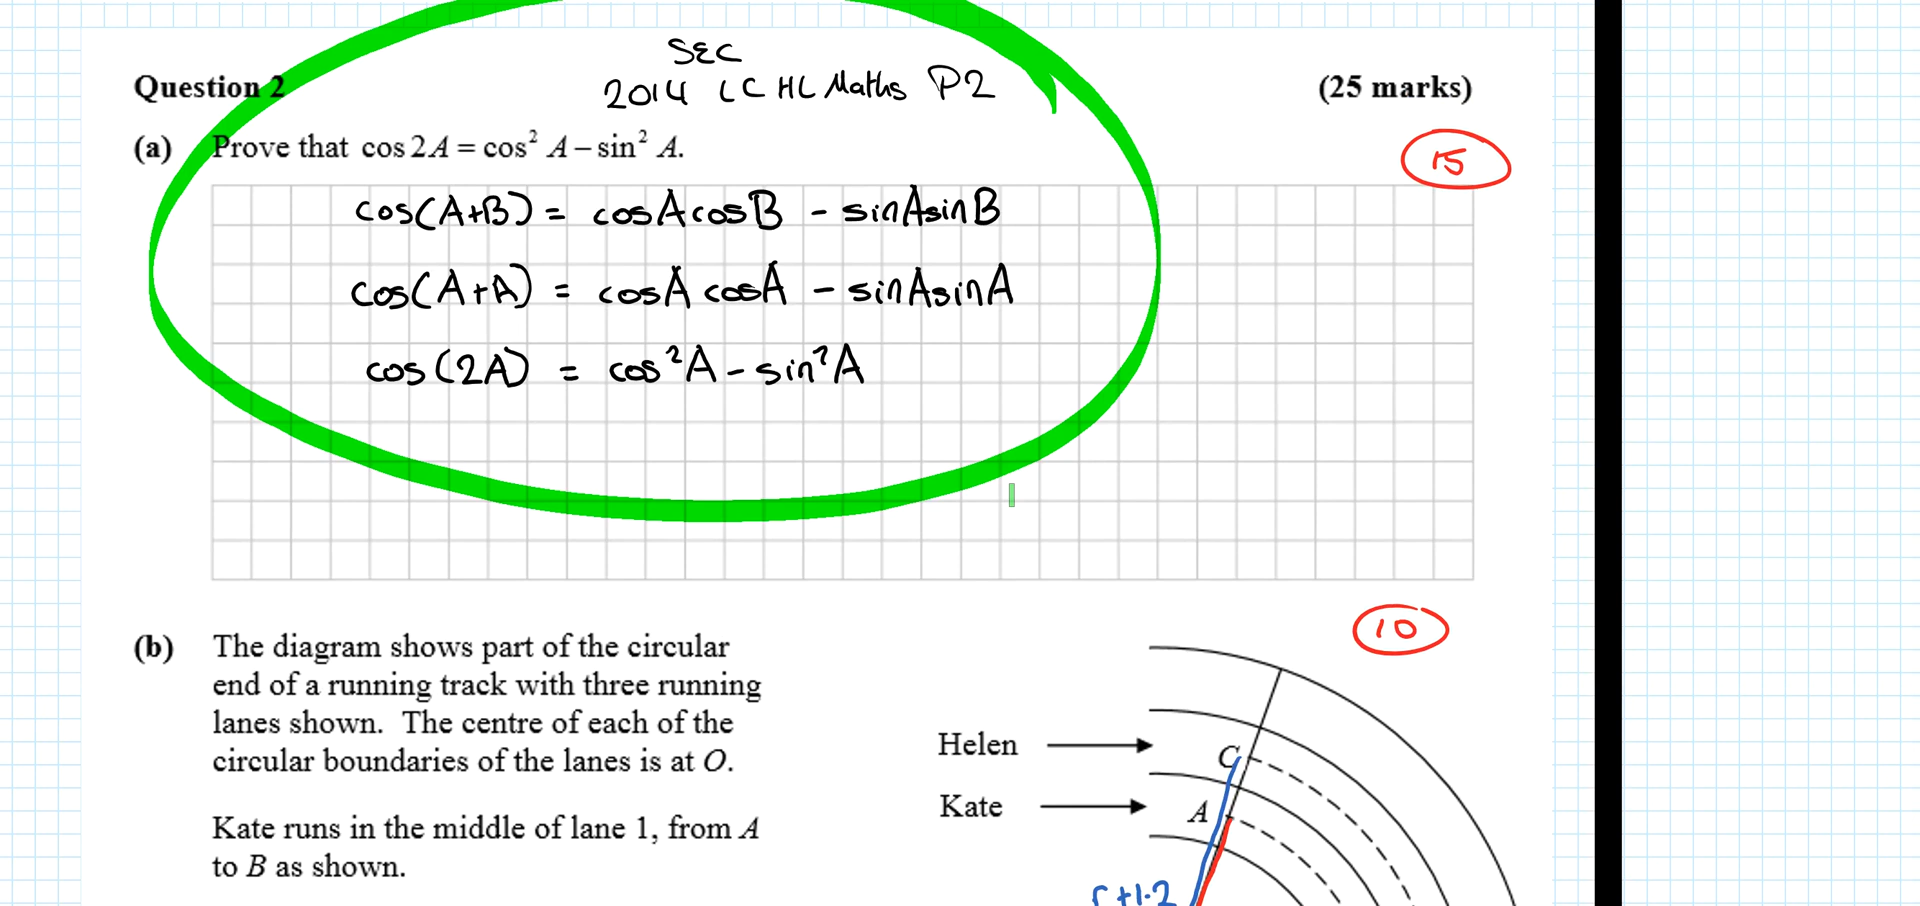 SEC
2014 LC HL Maths P2
Question 2
(25 marks)
(a) Prove that cos 2A = cos² A − sin² A.
15
cos(A+B) = cosAcosB - sinAsinB
cos(A+A) = cosAcosA - sinAsinA
cos(2A) = cos²A - sin²A
10
(b) The diagram shows part of the circular
end of a running track with three running
lanes shown. The centre of each of the
circular boundaries of the lanes is at O.
Kate runs in the middle of lane 1, from A
to B as shown.
Helen
C
Kate
A
r+1.2